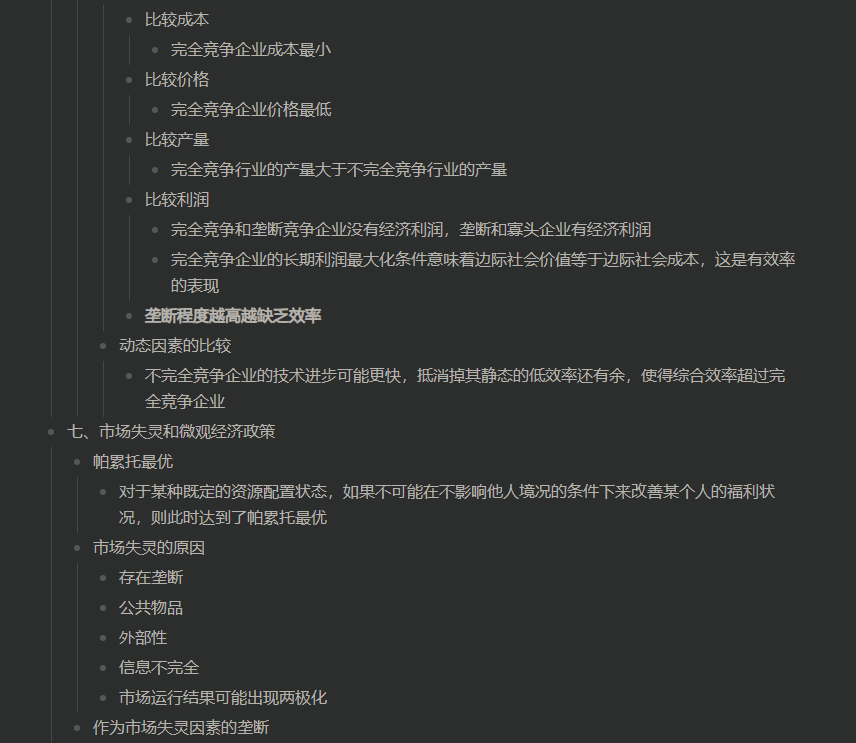 比较成本
完全竞争企业成本最小
比较价格
完全竞争企业价格最低
比较产量
完全竞争行业的产量大于不完全竞争行业的产量
比较利润
完全竞争和垄断竞争企业没有经济利润，垄断和寡头企业有经济利润
完全竞争企业的长期利润最大化条件意味着边际社会价值等于边际社会成本，这是有效率
的表现
垄断程度越高越缺乏效率
动态因素的比较
不完全竞争企业的技术进步可能更快，抵消掉其静态的低效率还有余，使得综合效率超过完
全竞争企业
七、市场失灵和微观经济政策
帕累托最优
对于某种既定的资源配置状态，如果不可能在不影响他人境况的条件下来改善某个人的福利状
况，则此时达到了帕累托最优
市场失灵的原因
存在垄断
公共物品
外部性
信息不完全
市场运行结果可能出现两极化
作为市场失灵因素的垄断